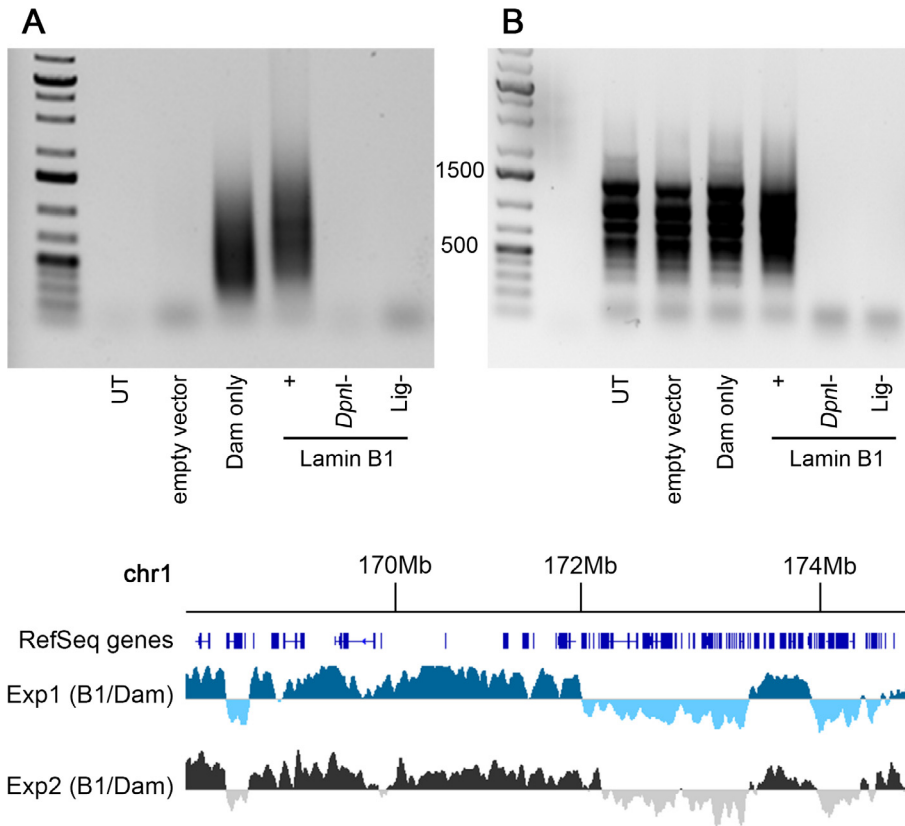 A
B
1500
500
UT
empty vector
Dam only
+
DpnI-
Lig-
Lamin B1
UT
empty vector
Dam only
+
DpnI-
Lig-
Lamin B1
chr1
170Mb
172Mb
174Mb
RefSeq genes
Exp1 (B1/Dam)
Exp2 (B1/Dam)